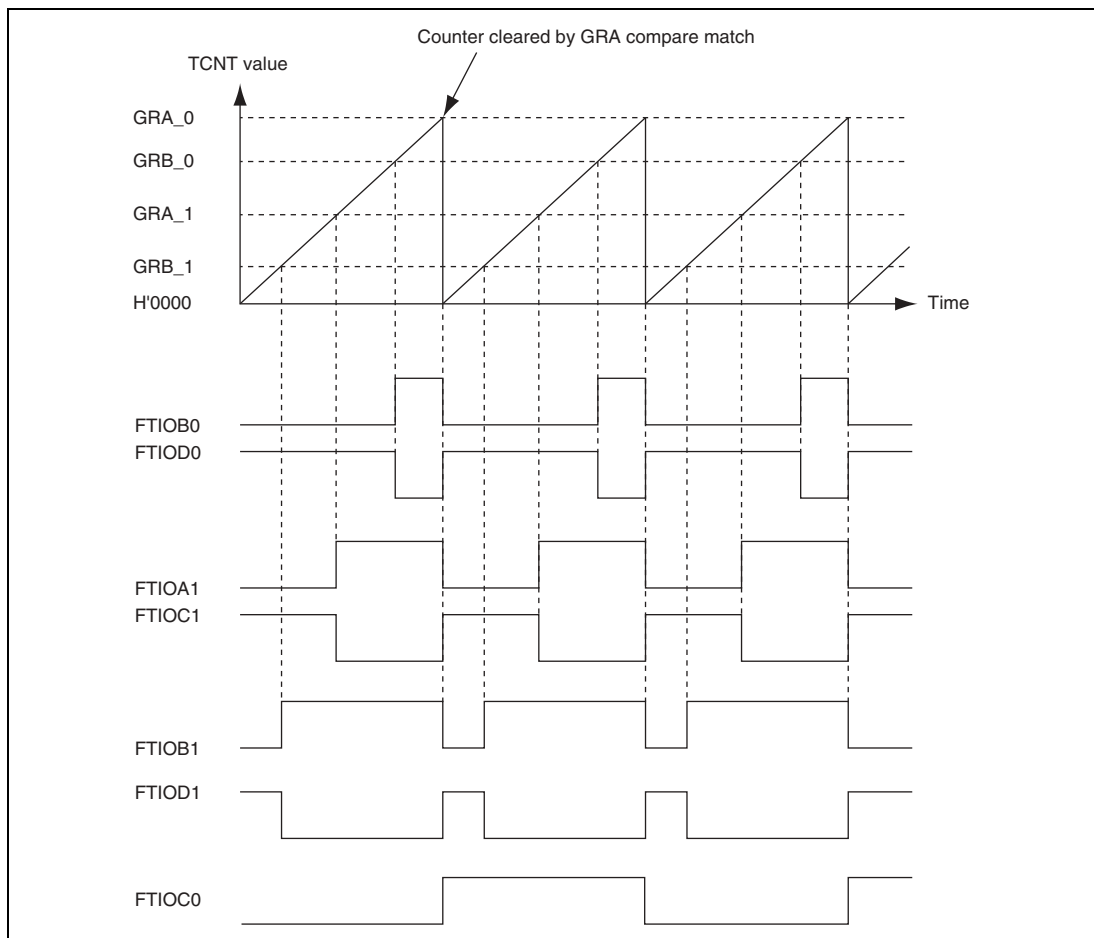 Counter cleared by GRA compare match
TCNT value
GRA_0
GRB_0
GRA_1
GRB_1
H'0000
Time
FTIOB0
FTIOD0
FTIOA1
FTIOC1
FTIOB1
FTIOD1
FTIOC0